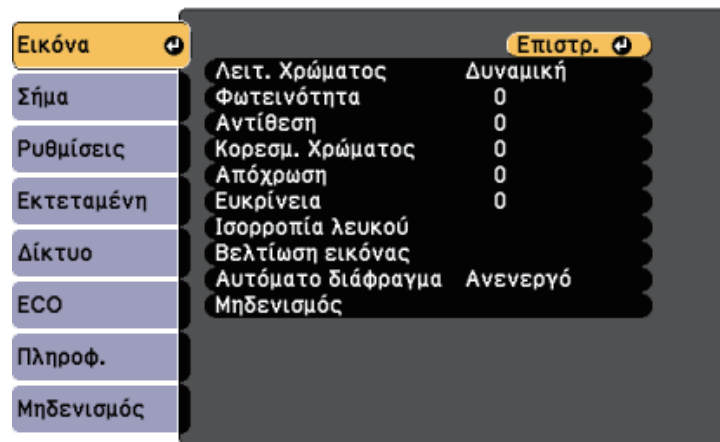 Εικόνα
Σήμα
Ρυθμίσεις
Εκτεταμένη
Δίκτυο
ECO
Πληροφ.
Μηδενισμός
Επιστρ.
Λειτ. Χρώματος Δυναμική
Φωτεινότητα 0
Αντίθεση 0
Κορεσμ. Χρώματος 0
Απόχρωση 0
Ευκρίνεια 0
Ισορροπία λευκού
Βελτίωση εικόνας
Αυτόματο διάφραγμα Ανενεργό
Μηδενισμός